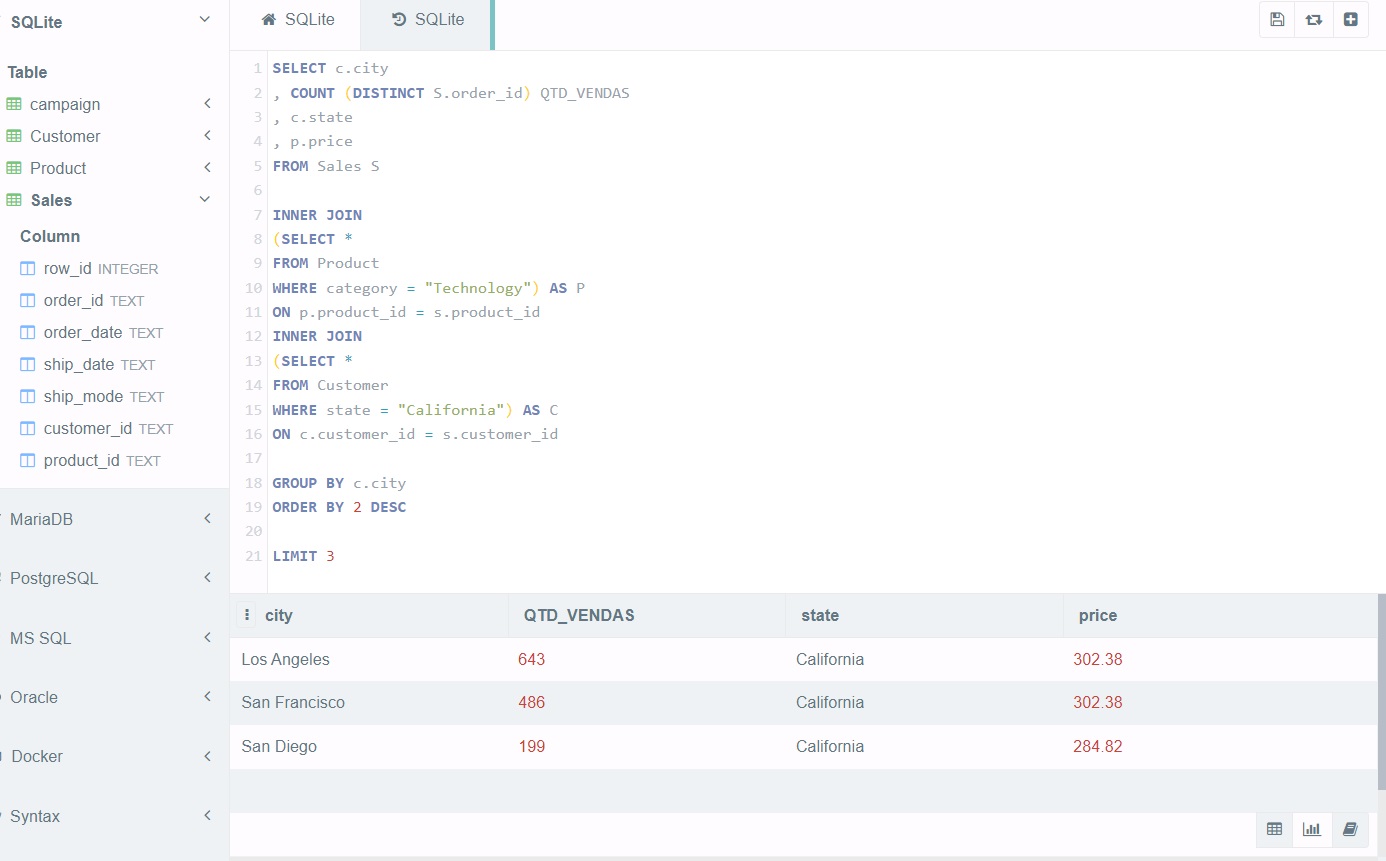 SQLite
Table
campaign
Customer
Product
Sales
Column
row_id INTEGER
order_id TEXT
order_date TEXT
ship_date TEXT
ship_mode TEXT
customer_id TEXT
product_id TEXT
MariaDB
PostgreSQL
MS SQL
Oracle
Docker
Syntax
SQLite SQLite
1 SELECT c.city
2 , COUNT (DISTINCT S.order_id) QTD_VENDAS
3 , c.state
4 , p.price
5 FROM Sales S
6
7 INNER JOIN
8 (SELECT *
9 FROM Product
10 WHERE category = "Technology") AS P
11 ON p.product_id = s.product_id
12 INNER JOIN
13 (SELECT *
14 FROM Customer
15 WHERE state = "California") AS C
16 ON c.customer_id = s.customer_id
17
18 GROUP BY c.city
19 ORDER BY 2 DESC
20
21 LIMIT 3
city QTD_VENDAS state price
Los Angeles 643 California 302.38
San Francisco 486 California 302.38
San Diego 199 California 284.82